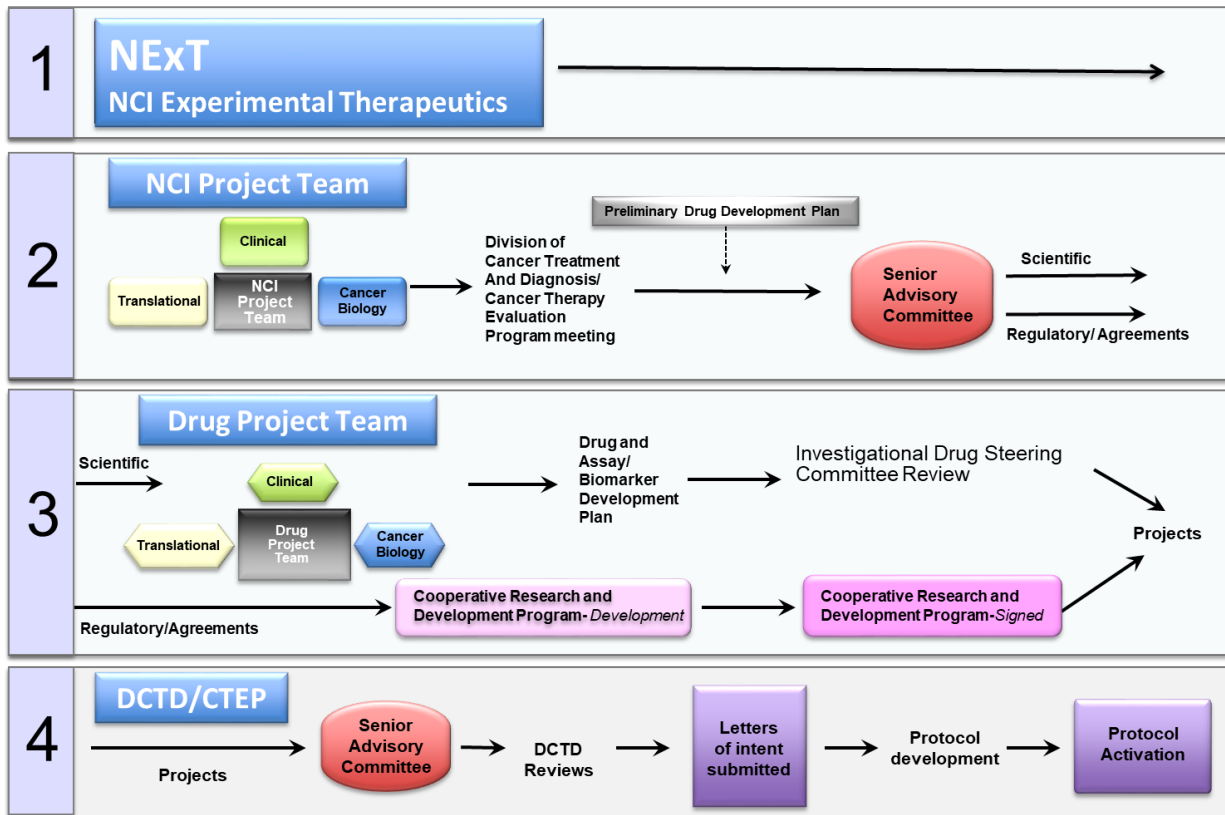 1
NExT
NCI Experimental Therapeutics
2
NCI Project Team
Clinical
Translational
NCI
Project
Team
Cancer
Biology
Division of
Cancer Treatment
And Diagnosis/
Cancer Therapy
Evaluation
Program meeting
Preliminary Drug Development Plan
Senior
Advisory
Committee
Scientific
Regulatory/ Agreements
3
Drug Project Team
Scientific
Clinical
Translational
Drug
Project
Team
Cancer
Biology
Drug and
Assay/
Biomarker
Development
Plan
Investigational Drug Steering
Committee Review
Projects
Regulatory/Agreements
Cooperative Research and
Development Program- Development
Cooperative Research and
Development Program-Signed
4
DCTD/CTEP
Projects
Senior
Advisory
Committee
DCTD
Reviews
Letters
of intent
submitted
Protocol
development
Protocol
Activation